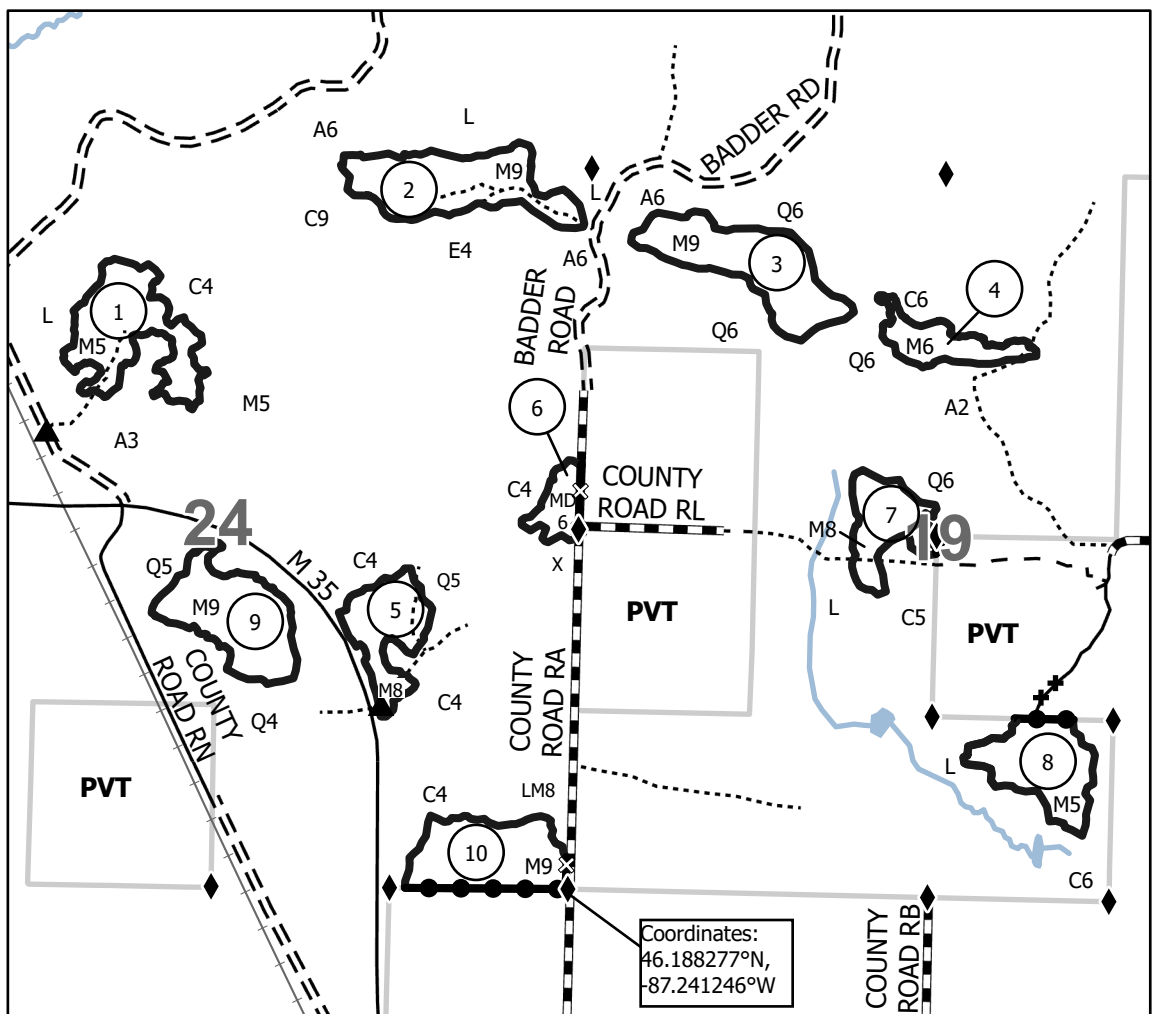 BADDER RD
L
A6
M9
2
L
A6
Q6
C9
E4
A6
M9
3
BADDER
ROAD
C4
L
1
M5
C6
4
Q6
M6
Q6
M5
6
A2
A3
C4
MD
6
COUNTY
ROAD RL
Q6
7
M8
19
24
M 35
X
Q5
C4
Q5
M9
9
5
PVT
L
C5
PVT
COUNTY
ROAD RN
M8
C4
Q4
COUNTY
ROAD RA
L
8
M5
PVT
C4
LM8
10
M9
C6
Coordinates:
46.188277°N,
-87.241246°W
COUNTY
ROAD RB